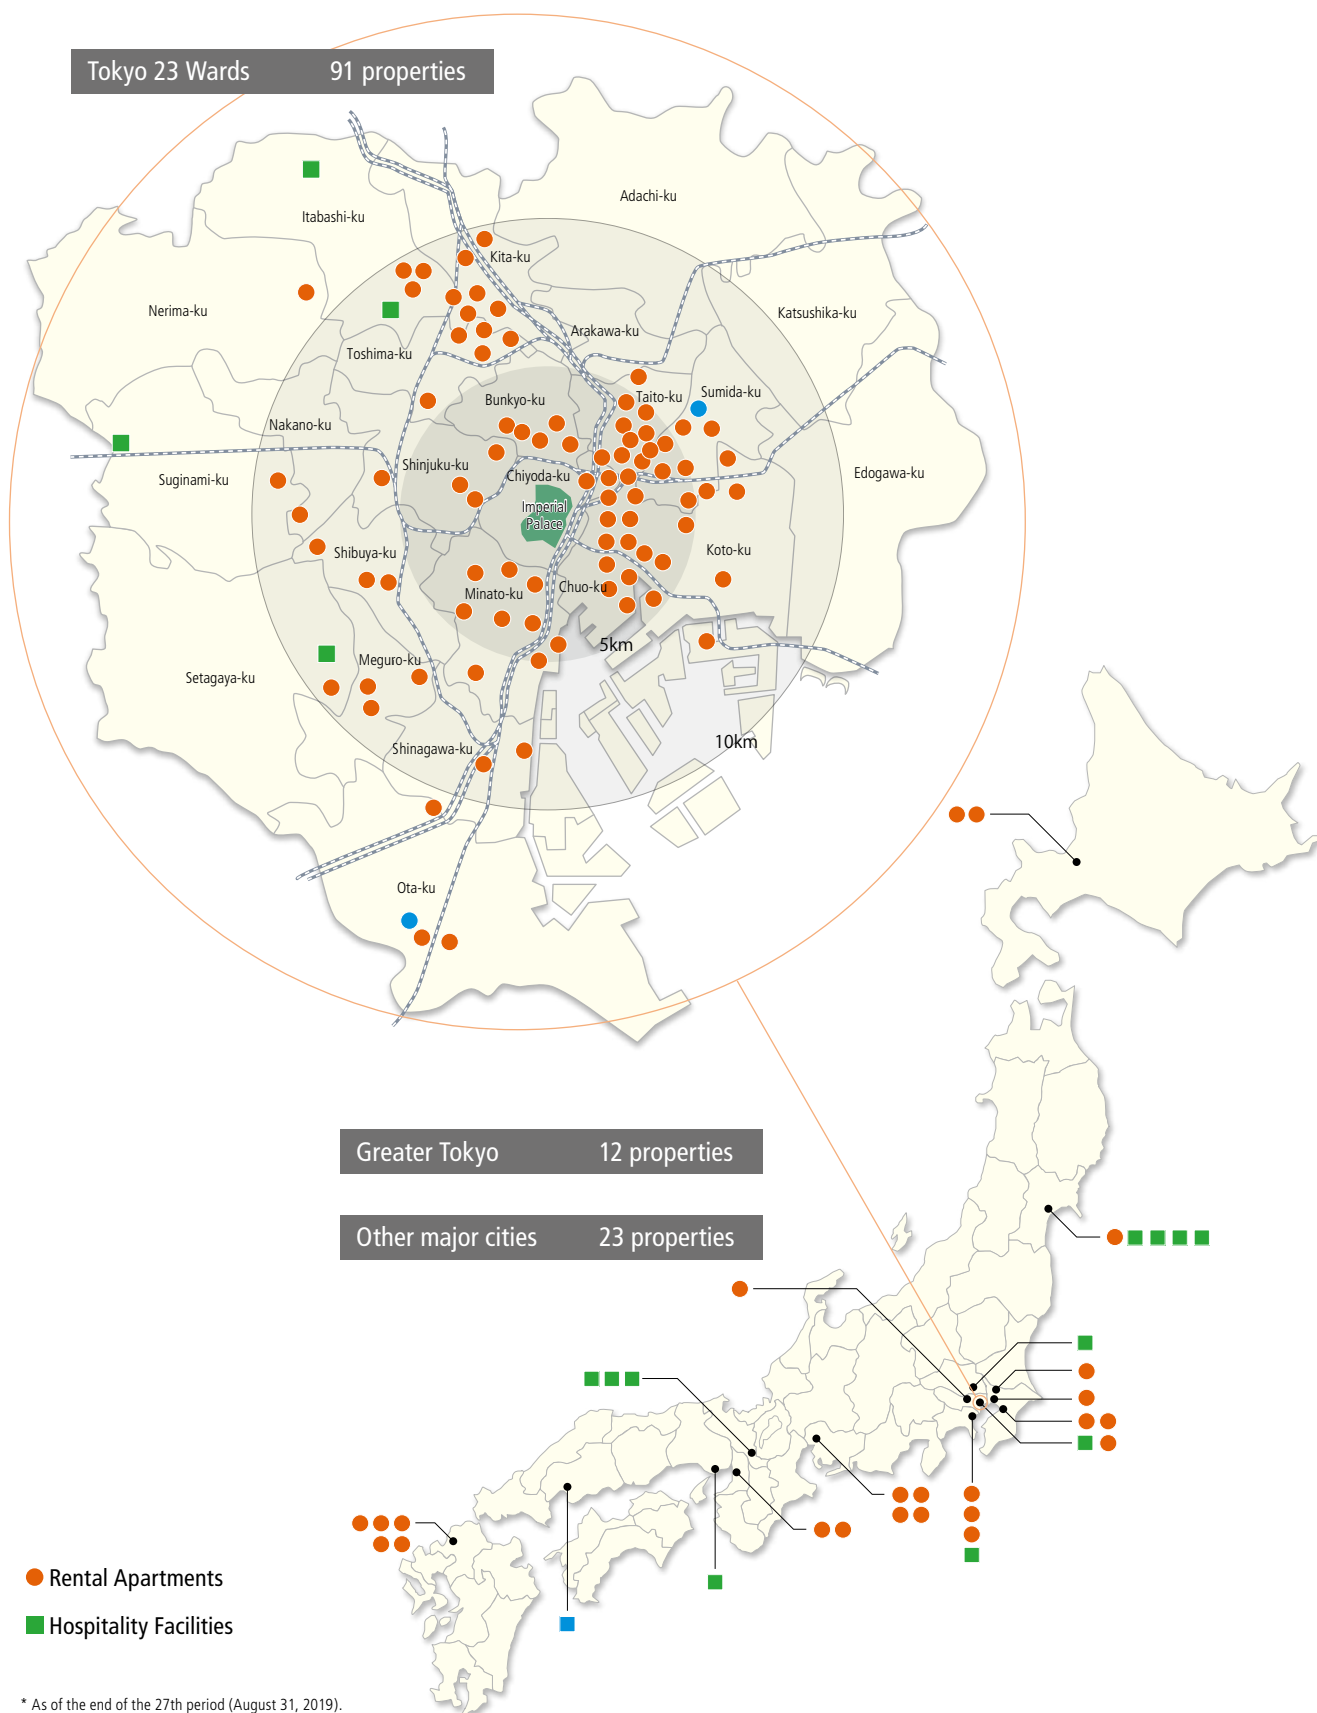 Tokyo 23 Wards 91 properties
Adachi-ku
Itabashi-ku
Kita-ku
Nerima-ku
Katsushika-ku
Arakawa-ku
Toshima-ku
Sumida-ku
Taito-ku
Bunkyo-ku
Nakano-ku
Shinjuku-ku
Edogawa-ku
Chiyoda-ku
Suginami-ku
Imperial
Palace
Koto-ku
Shibuya-ku
Chuo-ku
Minato-ku
5km
Meguro-ku
Setagaya-ku
10km
Shinagawa-ku
Ota-ku
Greater Tokyo 12 properties
Other major cities 23 properties
Rental Apartments
Hospitality Facilities
* As of the end of the 27th period (August 31, 2019).